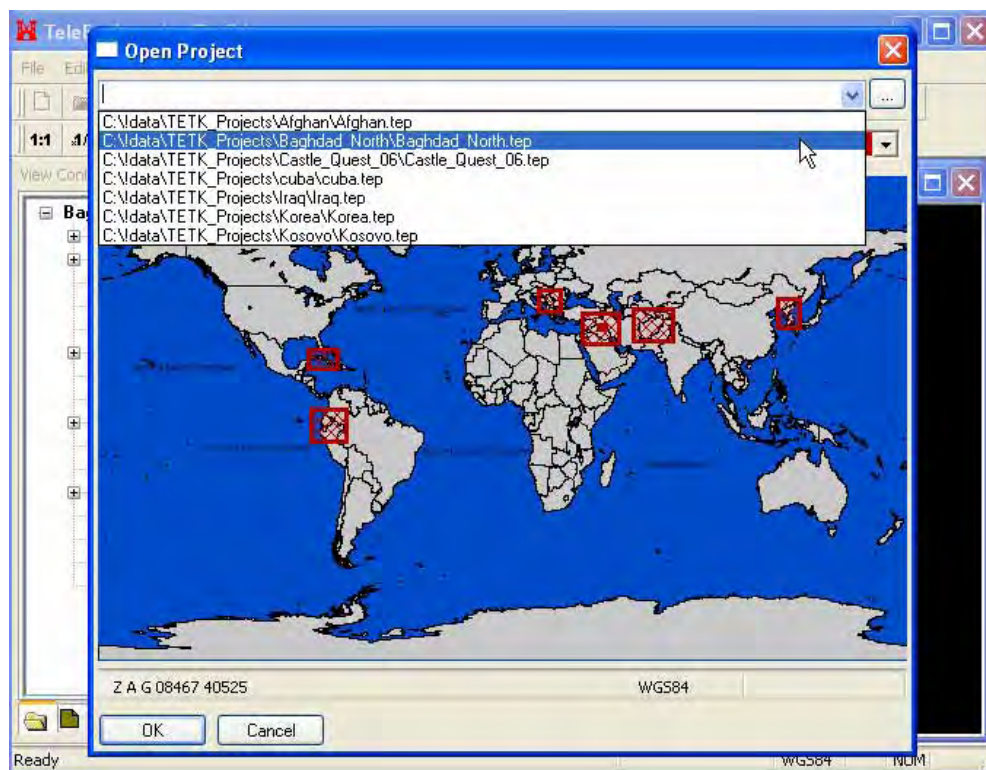 Open Project
File
...
C:\!data\TETK_Projects\Afghan\Afghan.tep
1:1
C:\!data\TETK_Projects\Baghdad_North\Baghdad_North.tep
C:\!data\TETK_Projects\Castle_Quest_06\Castle_Quest_06.tep
View
C:\!data\TETK_Projects\cuba\cuba.tep
C:\!data\TETK_Projects\Iraq\Iraq.tep
C:\!data\TETK_Projects\Korea\Korea.tep
C:\!data\TETK_Projects\Kosovo\Kosovo.tep
Z A G 08467 40525 WGS84
OK Cancel
Ready WGS84 NUM